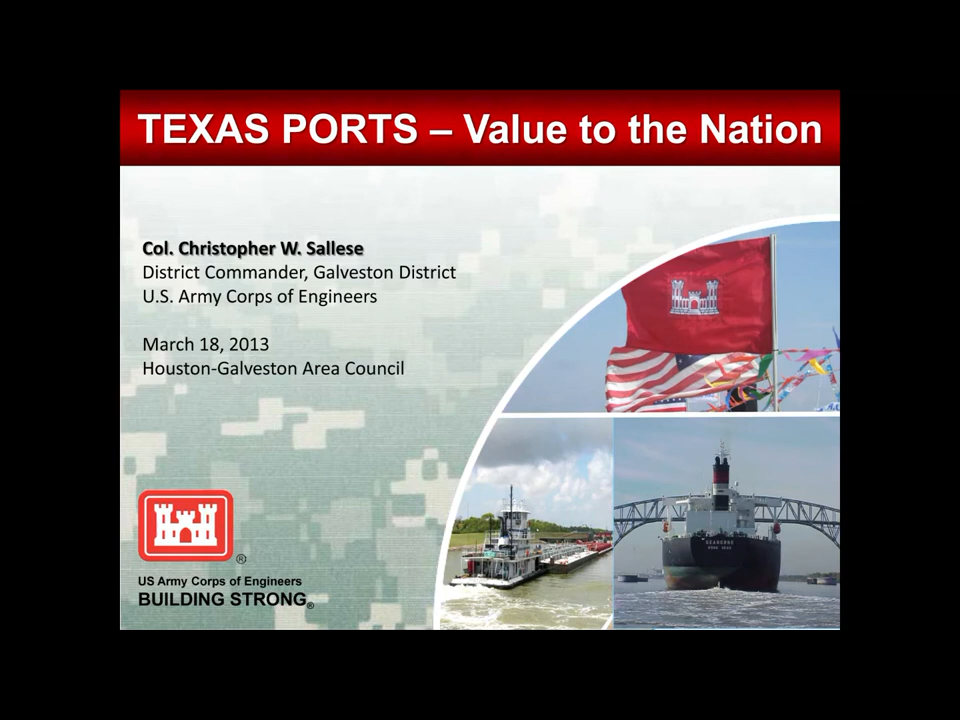 TEXAS PORTS – Value to the Nation
Col. Christopher W. Sallese
District Commander, Galveston District
U.S. Army Corps of Engineers
March 18, 2013
Houston-Galveston Area Council
®
US Army Corps of Engineers
BUILDING STRONG®